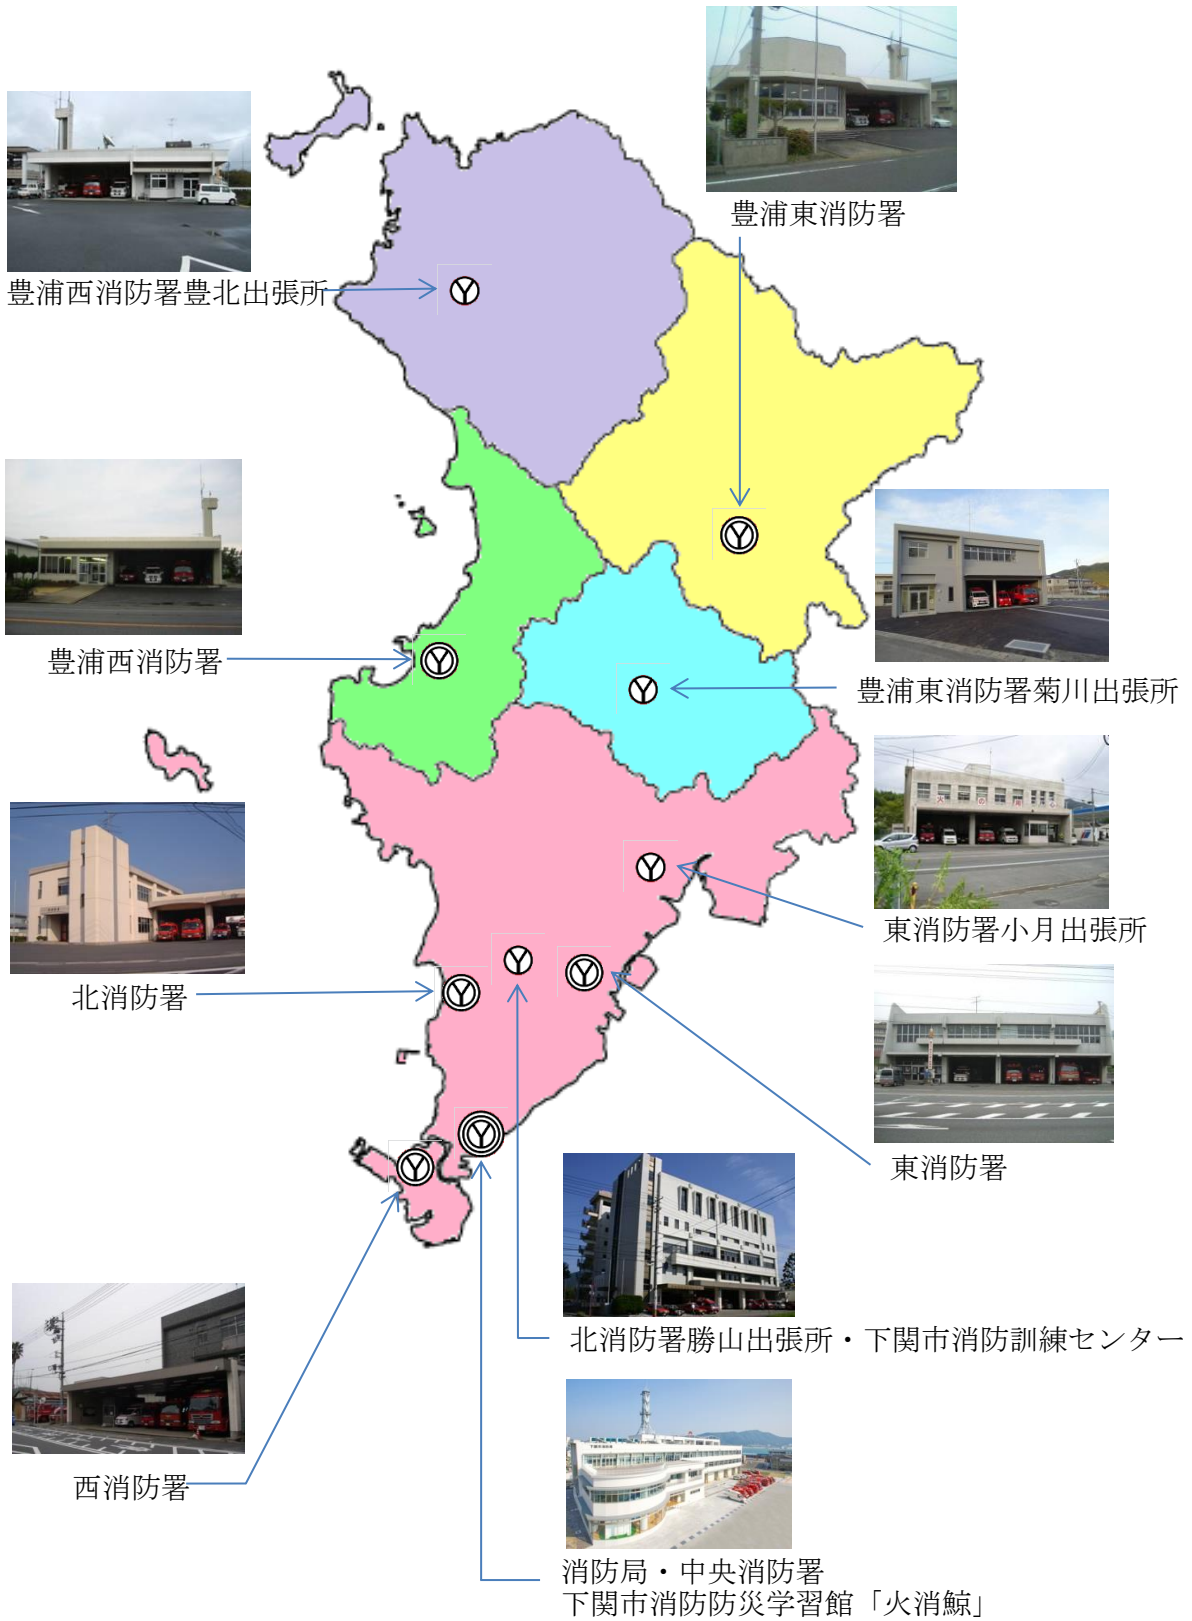 豊浦東消防署
豊浦西消防署豊北出張所
豊浦西消防署
豊浦東消防署菊川出張所
東消防署小月出張所
北消防署
東消防署
北消防署勝山出張所・下関市消防訓練センター
西消防署
消防局・中央消防署
下関市消防防災学習館「火消鯨」